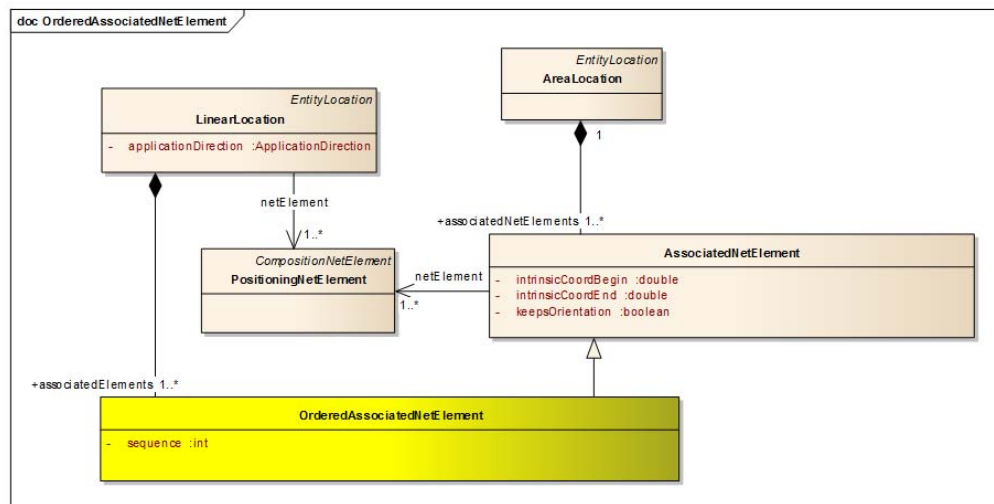 doc OrderedAssociatedNetElement
EntityLocation
AreaLocation
1
EntityLocation
LinearLocation
- applicationDirection :ApplicationDirection
netElement
1..*
+associatedNetElements 1..*
CompositionNetElement
PositioningNetElement
netElement
1..*
AssociatedNetElement
- intrinsicCoordBegin :double
- intrinsicCoordEnd :double
- keepsOrientation :boolean
+associatedElements 1..*
OrderedAssociatedNetElement
- sequence :int